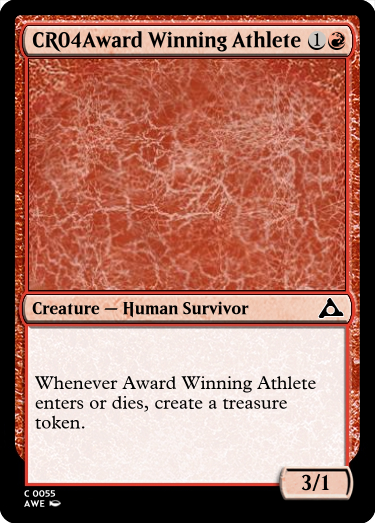 CR04Award Winning Athlete 1
Creature — Human Survivor
Whenever Award Winning Athlete
enters or dies, create a treasure
token.
3/1
C 0055
AWE